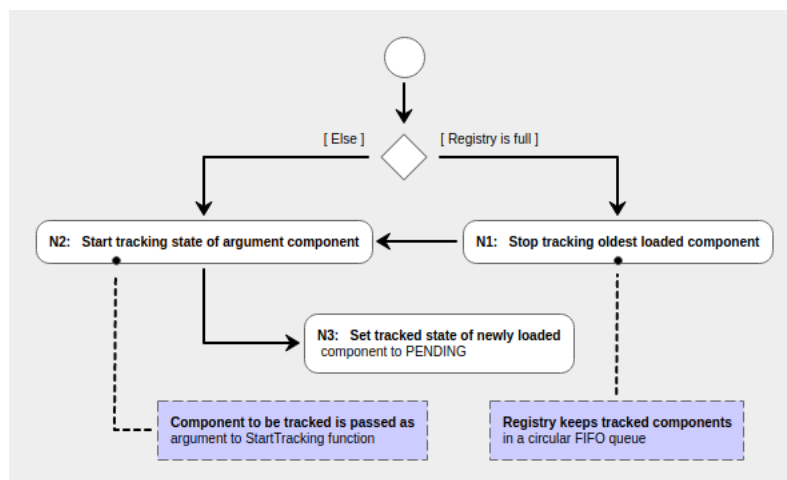 [ Else ]
[ Registry is full ]
N2: Start tracking state of argument component
N1: Stop tracking oldest loaded component
N3: Set tracked state of newly loaded
component to PENDING
Component to be tracked is passed as
argument to StartTracking function
Registry keeps tracked components
in a circular FIFO queue